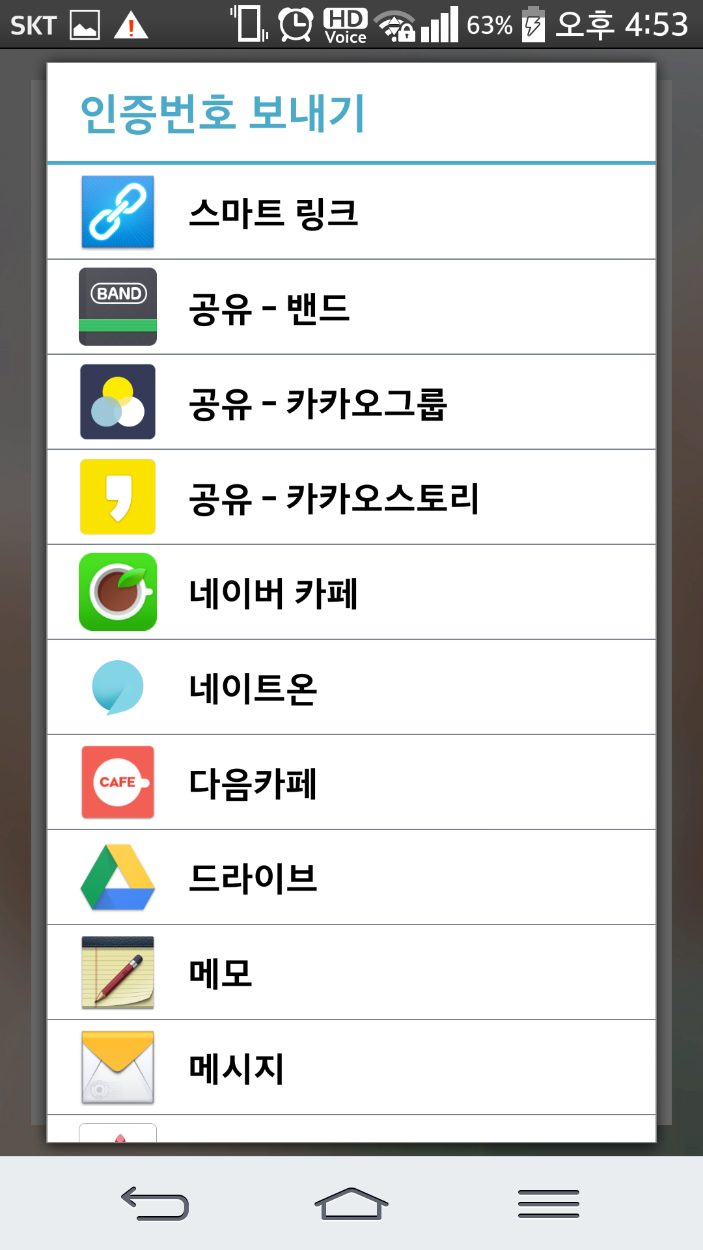 SKT HD Voice 63% 오후 4:53
인증번호 보내기
스마트 링크
BAND
공유 - 밴드
공유 - 카카오그룹
공유 - 카카오스토리
네이버 카페
네이트온
CAFE
다음카페
드라이브
메모
메시지